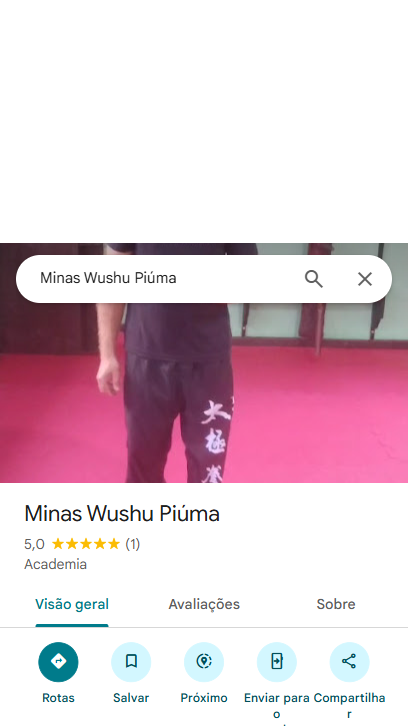 Minas Wushu Piúma
太
極
拳
Minas Wushu Piúma
5,0 ★★★★★ (1)
Academia
Visão geral Avaliações Sobre
Rotas Salvar Próximo Enviar para o Compartilhar